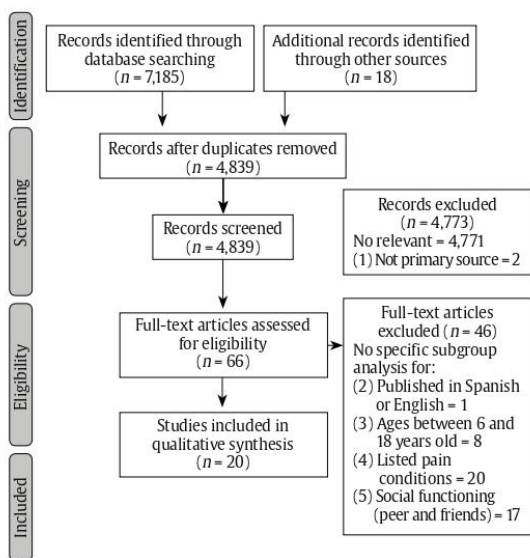 Identification
Records identified through
database searching
(n = 7,185)
Additional records identified
through other sources
(n = 18)
Screening
Records after duplicates removed
(n = 4,839)
Records screened
(n = 4,839)
Records excluded
(n = 4,773)
No relevant = 4,771
(1) Not primary source = 2
Eligibility
Full-text articles assessed
for eligibility
(n = 66)
Full-text articles
excluded (n = 46)
No specific subgroup
analysis for:
(2) Published in Spanish
or English = 1
(3) Ages between 6 and
18 years old = 8
(4) Listed pain
conditions = 20
(5) Social functioning
(peer and friends) = 17
Included
Studies included in
qualitative synthesis
(n = 20)